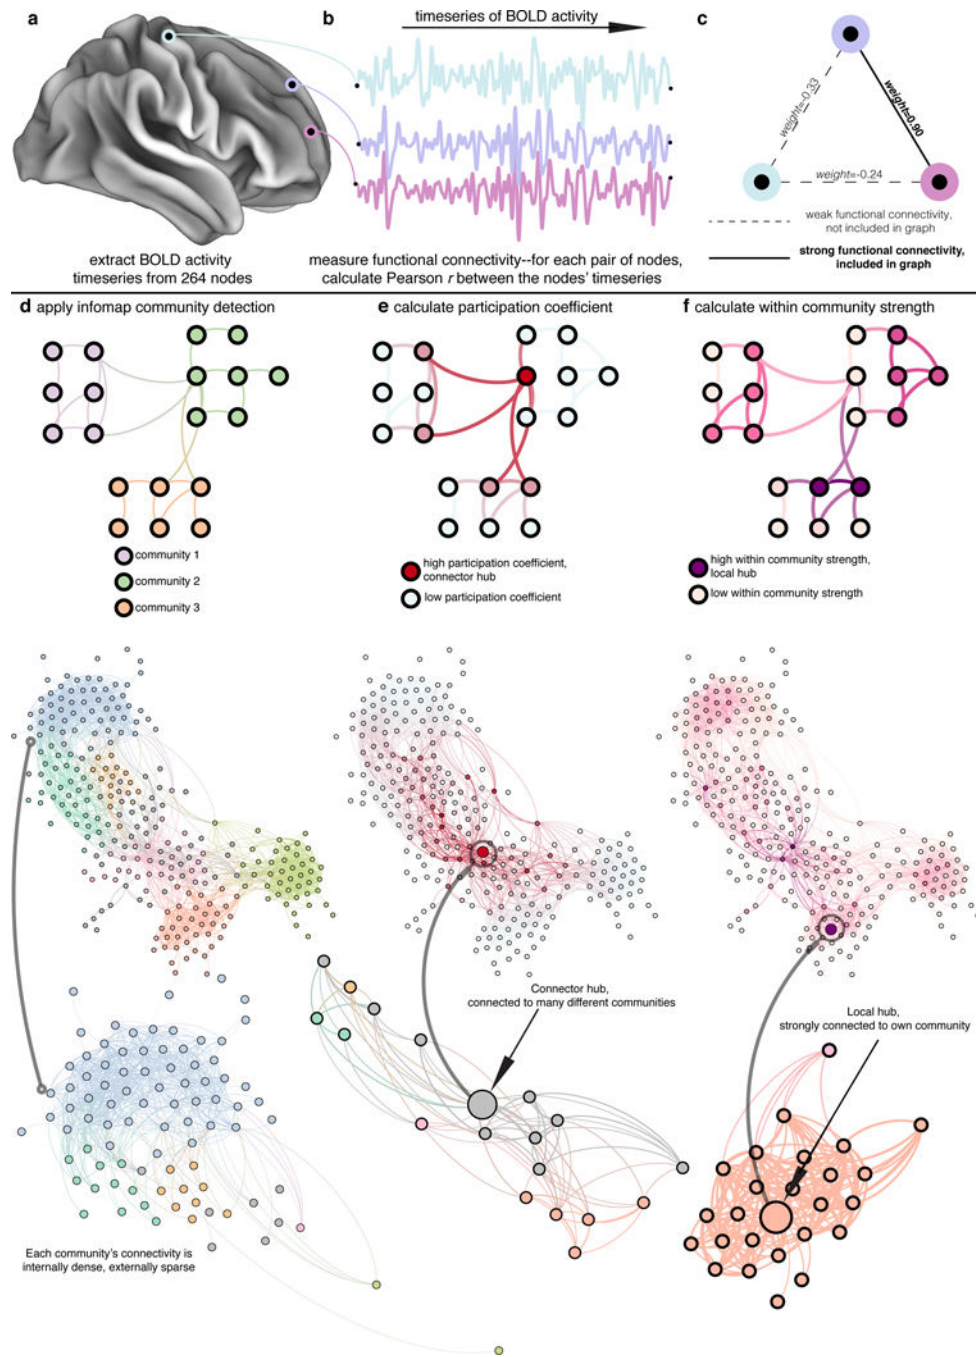 a
b
timeseries of BOLD activity
c
weight=-0.33
weight=0.90
weight=-0.24
weak functional connectivity,
not included in graph
strong functional connectivity,
included in graph
extract BOLD activity
timeseries from 264 nodes
measure functional connectivity--for each pair of nodes,
calculate Pearson r between the nodes' timeseries
d apply infomap community detection
e calculate participation coefficient
f calculate within community strength
community 1
community 2
community 3
high participation coefficient,
connector hub
low participation coefficient
high within community strength,
local hub
low within community strength
Connector hub,
connected to many different communities
Local hub,
strongly connected to own community
Each community's connectivity is
internally dense, externally sparse